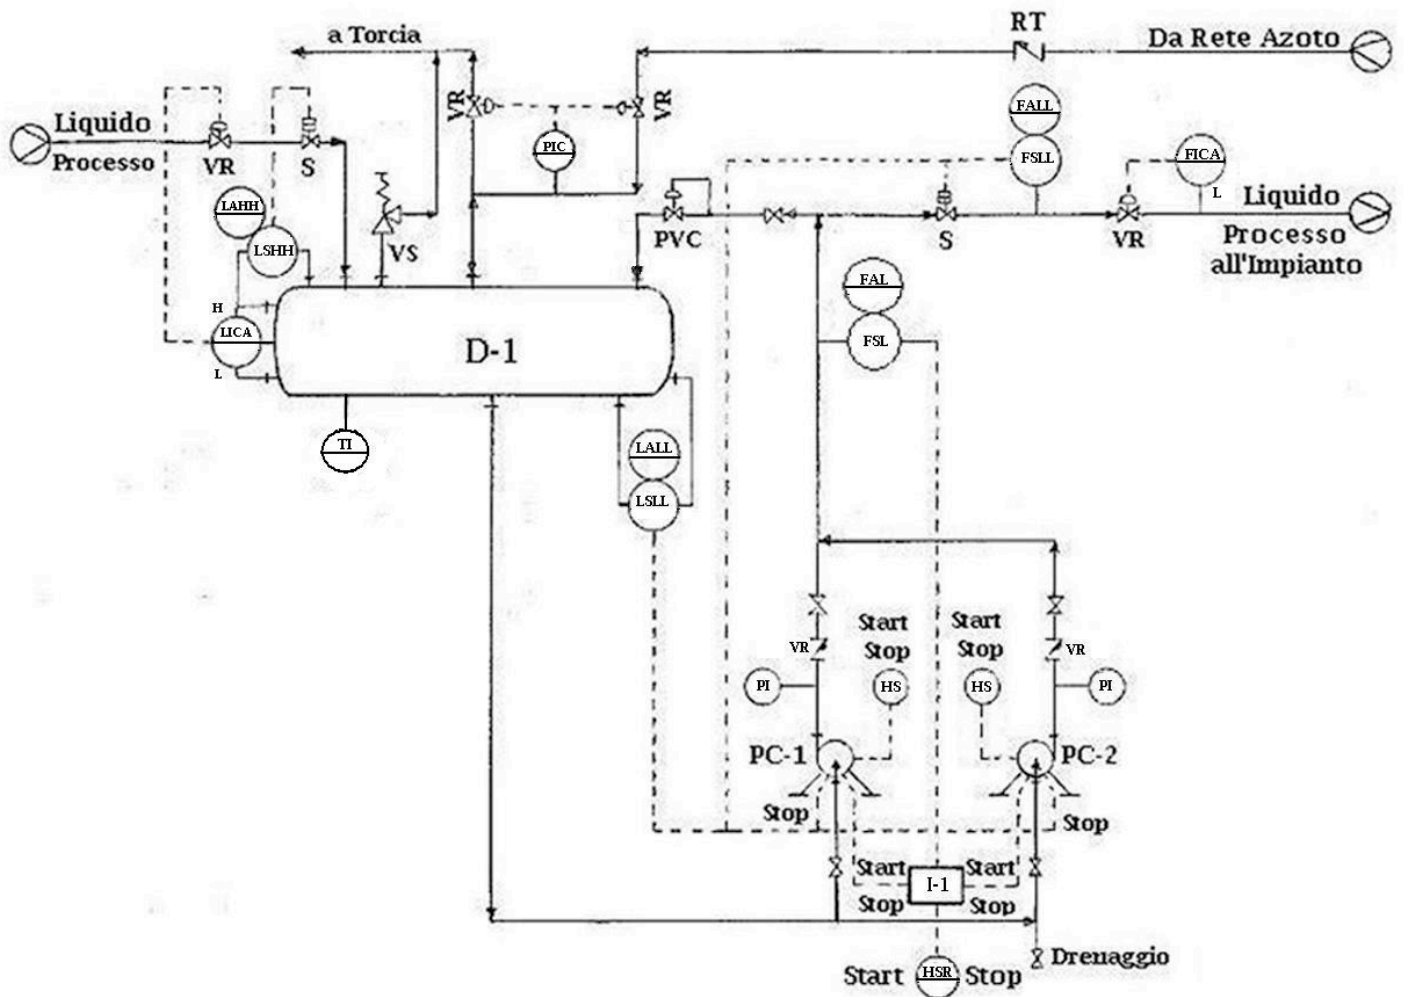 a Torcia
RT
Da Rete Azoto
VR
VR
FALL
Liquido
Processo
VR
S
PIC
FSLL
FICA
L
Liquido
Processo
all'Impianto
LAHH
LSHH
VS
PVC
S
VR
FAL
FSL
H
LICA
L
D-1
TI
LALL
LSLL
Start
Stop
Start
Stop
VR
VR
PI
HS
HS
PI
PC-1
PC-2
Stop
Stop
Start
Start
I-1
Stop
Stop
Drenaggio
Start
HSR
Stop